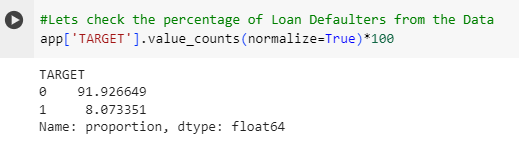 #Lets check the percentage of Loan Defaulters from the Data
app['TARGET'].value_counts(normalize=True)*100
TARGET
0    91.926649
1     8.073351
Name: proportion, dtype: float64